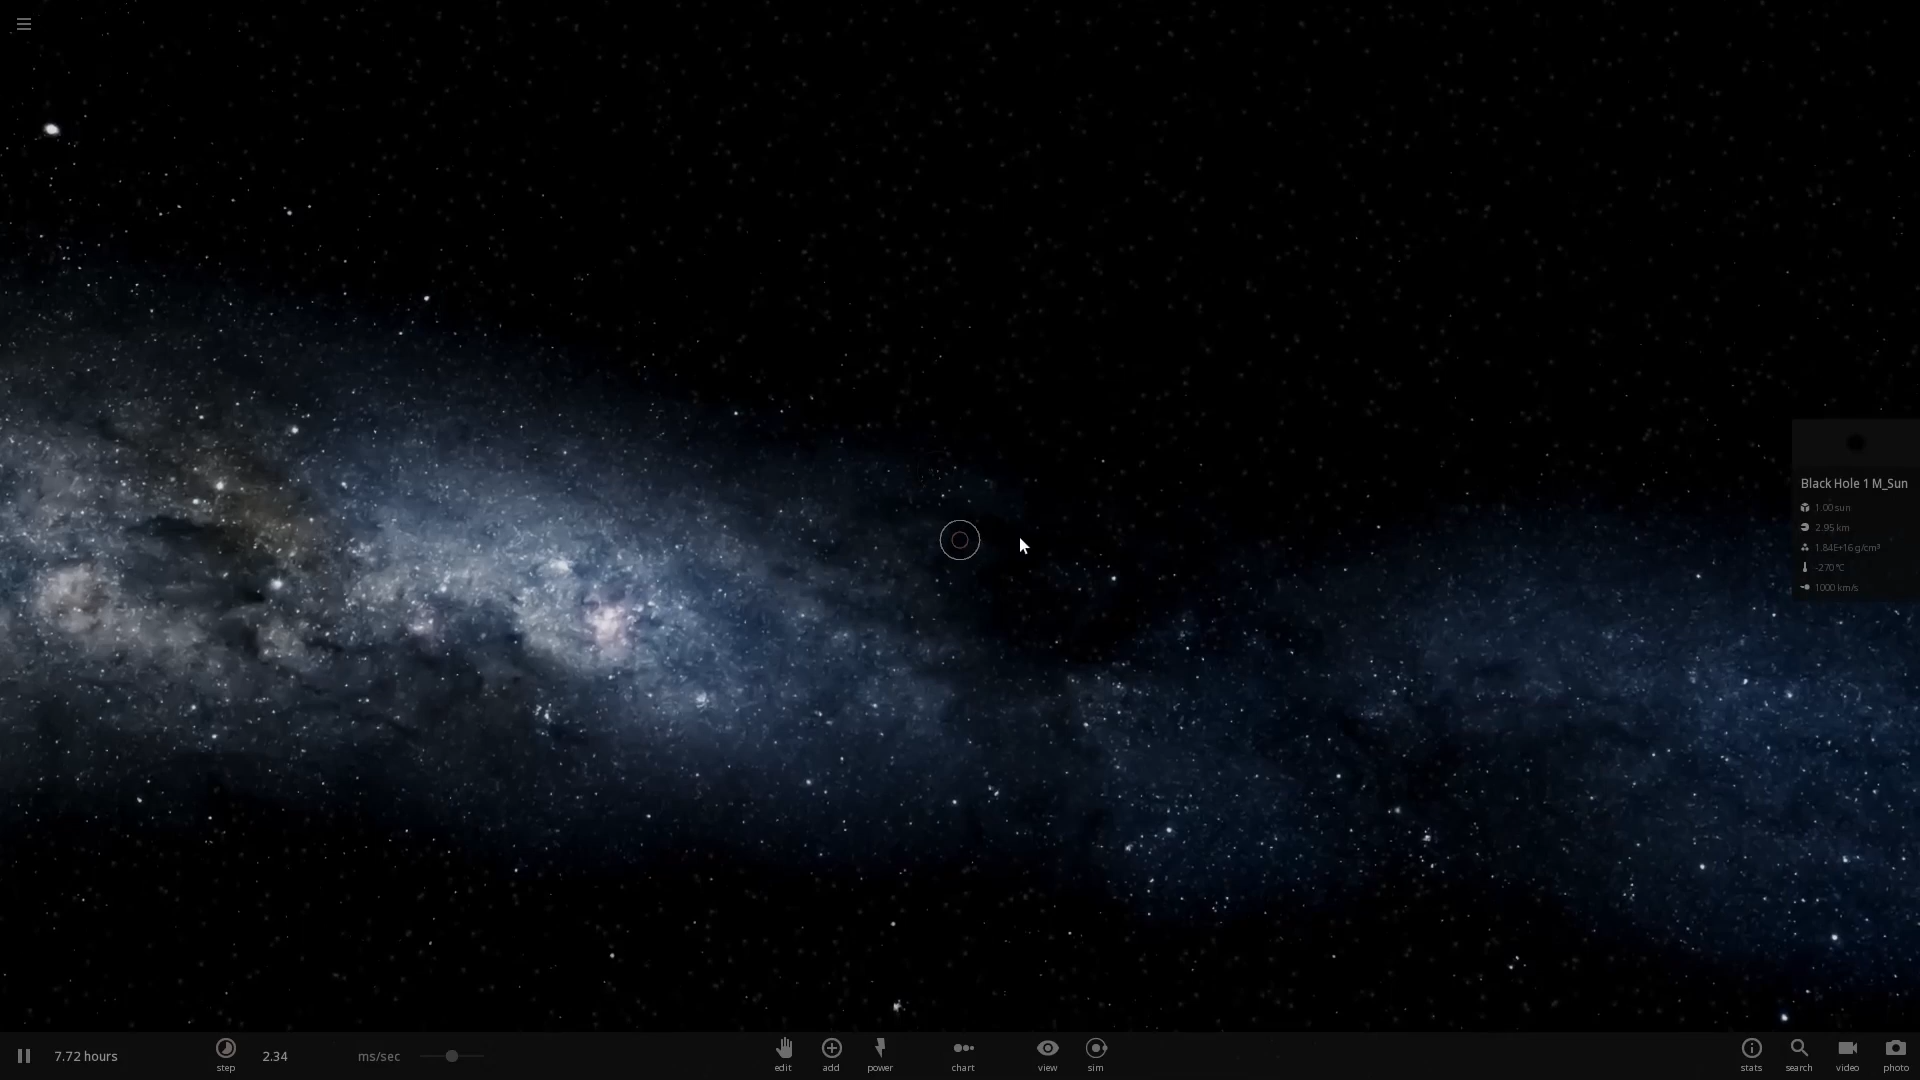 Black Hole 1 M_Sun
1.00 sun
2.95 km
1.84E+16 g/cm³
-270 °C
1000 km/s
7.72 hours
step
2.34
ms/sec
edit
add
power
chart
view
sim
stats
search
video
photo